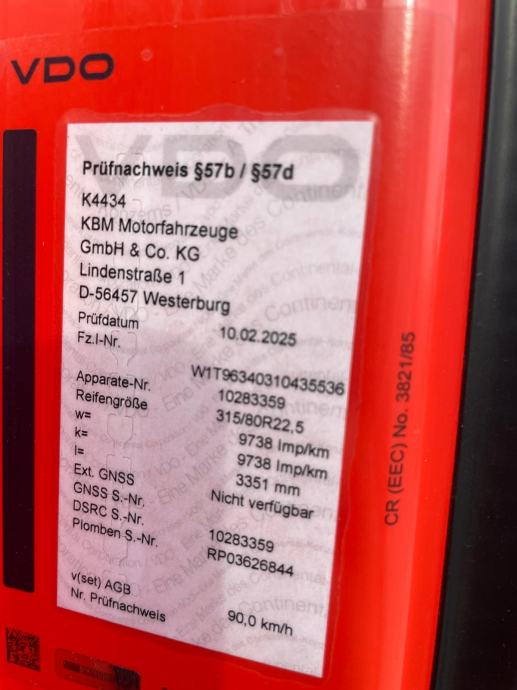 VDO
Prüfnachweis §57b / §57d
K4434
KBM Motorfahrzeuge
GmbH & Co. KG
Lindenstraße 1
D-56457 Westerburg
Prüfdatum 10.02.2025
Fz.I-Nr. W1T96340310435536
Apparate-Nr. 10283359
Reifengröße 315/80R22,5
w= 9738 Imp/km
k= 9738 Imp/km
l= 3351 mm
Ext. GNSS Nicht verfügbar
GNSS S.-Nr.
DSRC S.-Nr. 10283359
Plomben S.-Nr. RP03626844
v(set) AGB 90,0 km/h
Nr. Prüfnachweis
CR (EEC) No. 3821/85